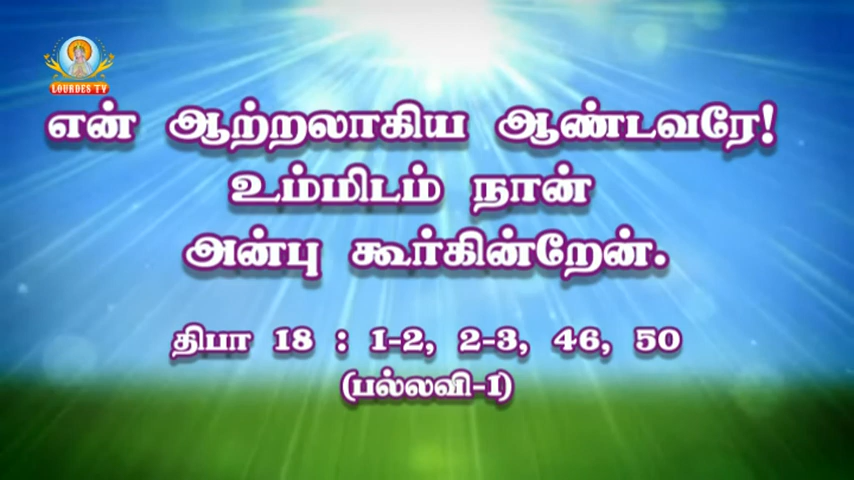 LOURDES TV
என் ஆற்றலாகிய ஆண்டவரே!
உம்மிடம் நான்
அன்பு கூர்கின்றேன்.
திபா 18 : 1-2, 2-3, 46, 50
(பல்லவி-1)